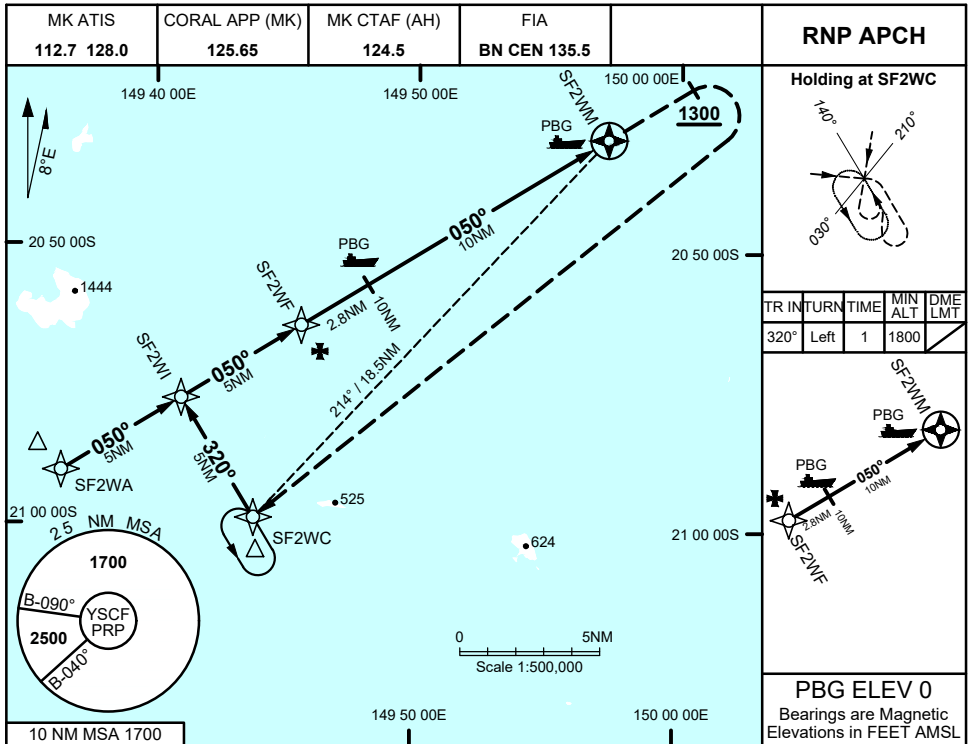 MK ATIS
112.7 128.0
CORAL APP (MK)
125.65
MK CTAF (AH)
124.5
FIA
BN CEN 135.5
RNP APCH
149 40 00E
149 50 00E
150 00 00E
8°E
SF2WM
PBG
1300
20 50 00S
1444
PBG
050°
10NM
20 50 00S
SF2WF
2.8NM
10NM
SF2WI
050°
5NM
214° / 18.5NM
050°
5NM
320°
5NM
SF2WA
525
21 00 00S
SF2WC
624
21 00 00S
25 NM MSA
1700
B-090°
YSCF
PRP
2500
B-040°
0
5NM
Scale 1:500,000
149 50 00E
150 00 00E
10 NM MSA 1700
Holding at SF2WC
140°
210°
030°
TR IN
TURN
TIME
MIN
ALT
DME
LMT
320°
Left
1
1800
SF2WM
PBG
PBG
050°
10NM
2.8NM
10NM
SF2WF
PBG ELEV 0
Bearings are Magnetic
Elevations in FEET AMSL